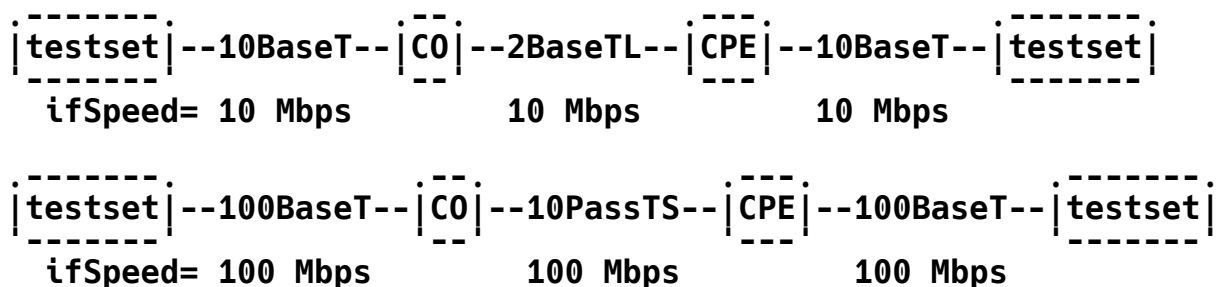 .-------.           .--.            .---.           .-------.
|testset|--10BaseT--|CO|--2BaseTL--|CPE|--10BaseT--|testset|
'-------'           '--'            '---'           '-------'
ifSpeed= 10 Mbps 10 Mbps 10 Mbps
.-------.            .--.             .---.            .-------.
|testset|--100BaseT--|CO|--10PassTS--|CPE|--100BaseT--|testset|
'-------'            '--'             '---'            '-------'
ifSpeed= 100 Mbps 100 Mbps 100 Mbps